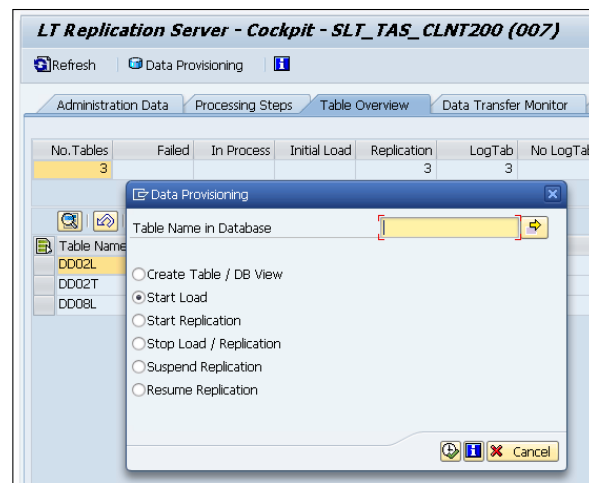 LT Replication Server - Cockpit - SLT_TAS_CLNT200 (007)
Refresh Data Provisioning
Administration Data Processing Steps Table Overview Data Transfer Monitor
No.Tables Failed In Process Initial Load Replication LogTab No LogTab
3 3 3
Data Provisioning
Table Name in Database
Table Name
DD02L
DD02T
DD08L
Create Table / DB View
Start Load
Start Replication
Stop Load / Replication
Suspend Replication
Resume Replication
Cancel